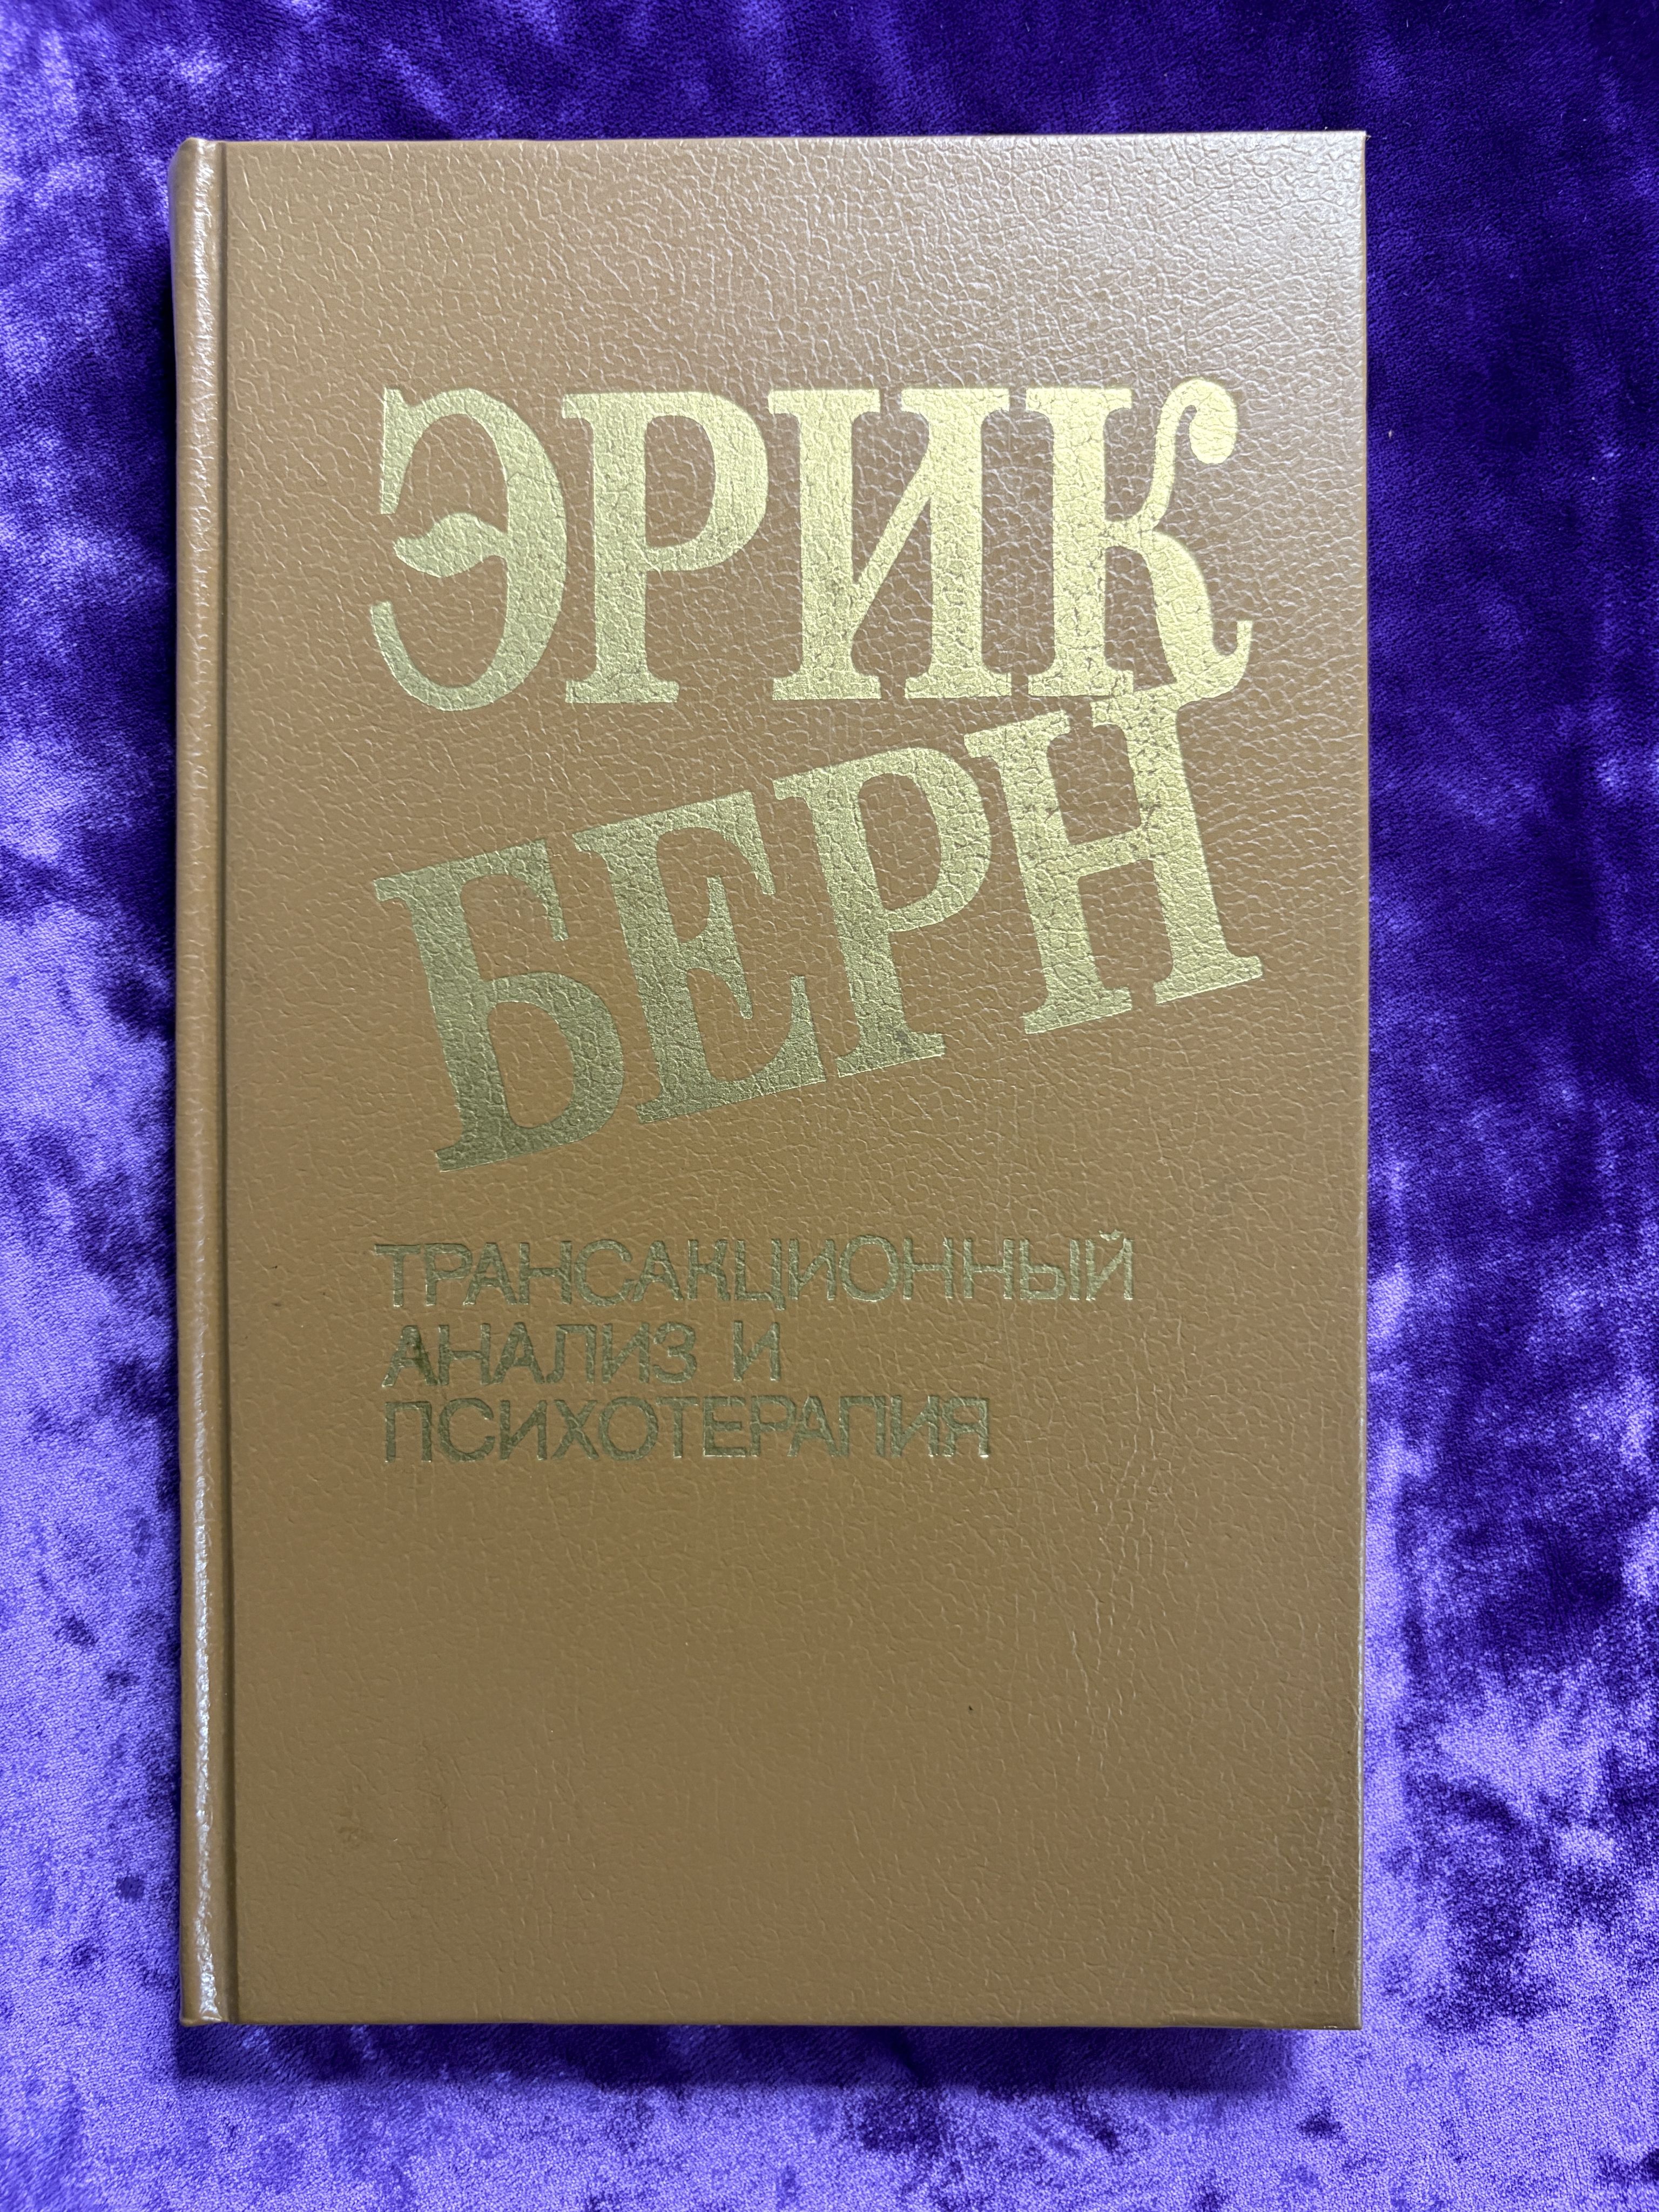 ЭРИК
БЕРН
ТРАНСАКЦИОННЫЙ
АНАЛИЗ И
ПСИХОТЕРАПИЯ